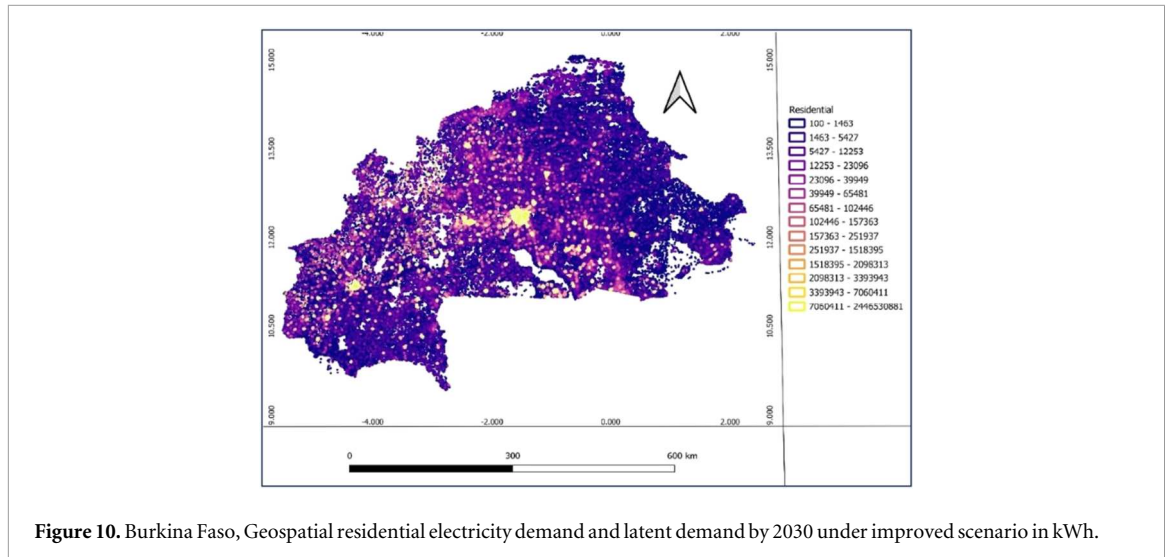 -4.000 -2.000 0.000 2.000
15.000
13.500
12.000
10.500
9.000
15.000
13.500
12.000
10.500
9.000
Residential
100 - 1463
1463 - 5427
5427 - 12253
12253 - 23096
23096 - 39949
39949 - 65481
65481 - 102446
102446 - 157363
157363 - 251937
251937 - 1518395
1518395 - 2098313
2098313 - 3393943
3393943 - 7060411
7060411 - 2446530881
-4.000 -2.000 0.000 2.000
0 300 600 km
Figure 10. Burkina Faso, Geospatial residential electricity demand and latent demand by 2030 under improved scenario in kWh.